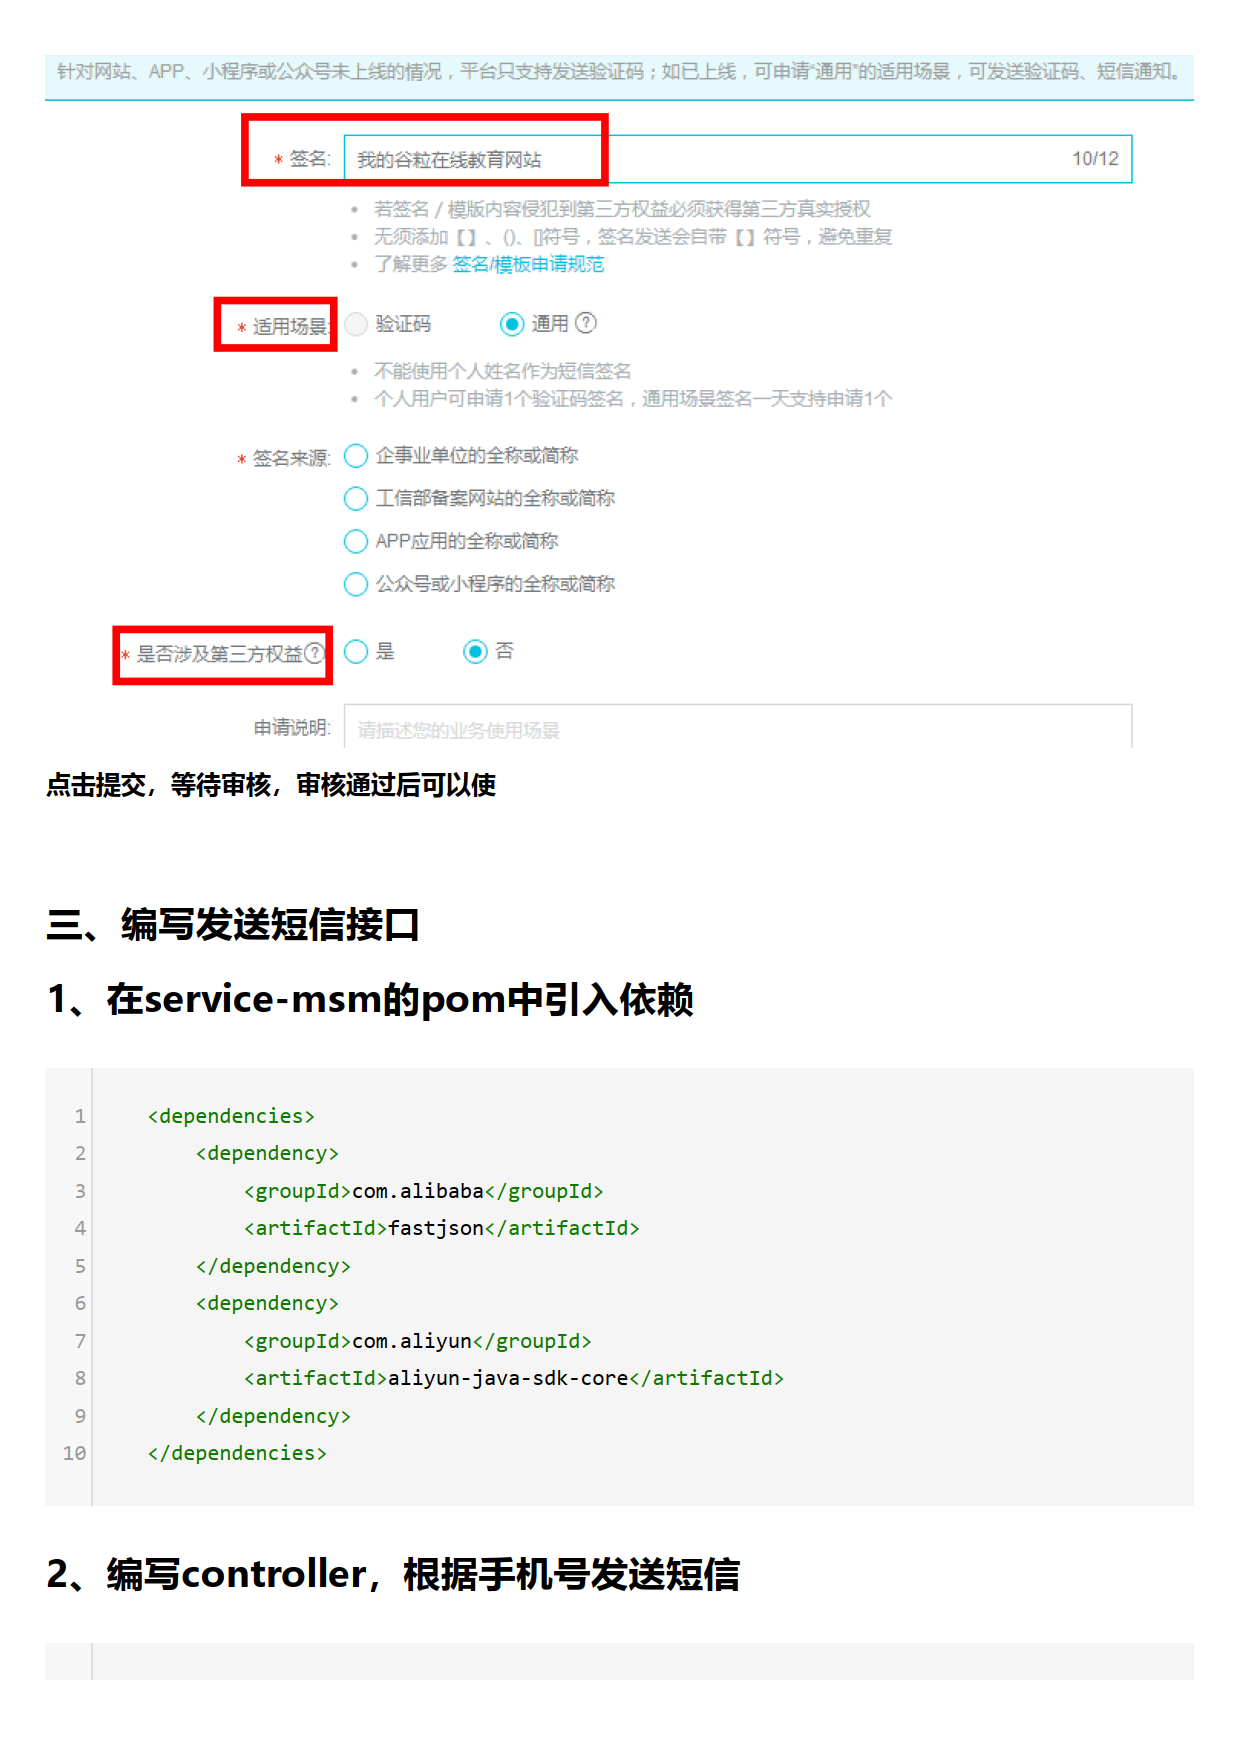 针对网站、APP、小程序或公众号未上线的情况，平台只支持发送验证码；如已上线，可申请“通用”的适用场景，可发送验证码、短信通知。
* 签名: 我的谷粒在线教育网站 10/12
• 若签名 / 模版内容侵犯到第三方权益必须获得第三方真实授权
• 无须添加【】、()、[]符号，签名发送会自带【】符号，避免重复
• 了解更多 签名/模板申请规范
* 适用场景: 验证码 通用 ?
• 不能使用个人姓名作为短信签名
• 个人用户可申请1个验证码签名，通用场景签名一天支持申请1个
* 签名来源: 企事业单位的全称或简称
工信部备案网站的全称或简称
APP应用的全称或简称
公众号或小程序的全称或简称
* 是否涉及第三方权益? 是 否
申请说明: 请描述您的业务使用场景
点击提交，等待审核，审核通过后可以使
三、编写发送短信接口
1、在service-msm的pom中引入依赖
1 <dependencies>
2 <dependency>
3 <groupId>com.alibaba</groupId>
4 <artifactId>fastjson</artifactId>
5 </dependency>
6 <dependency>
7 <groupId>com.aliyun</groupId>
8 <artifactId>aliyun-java-sdk-core</artifactId>
9 </dependency>
10 </dependencies>
2、编写controller，根据手机号发送短信